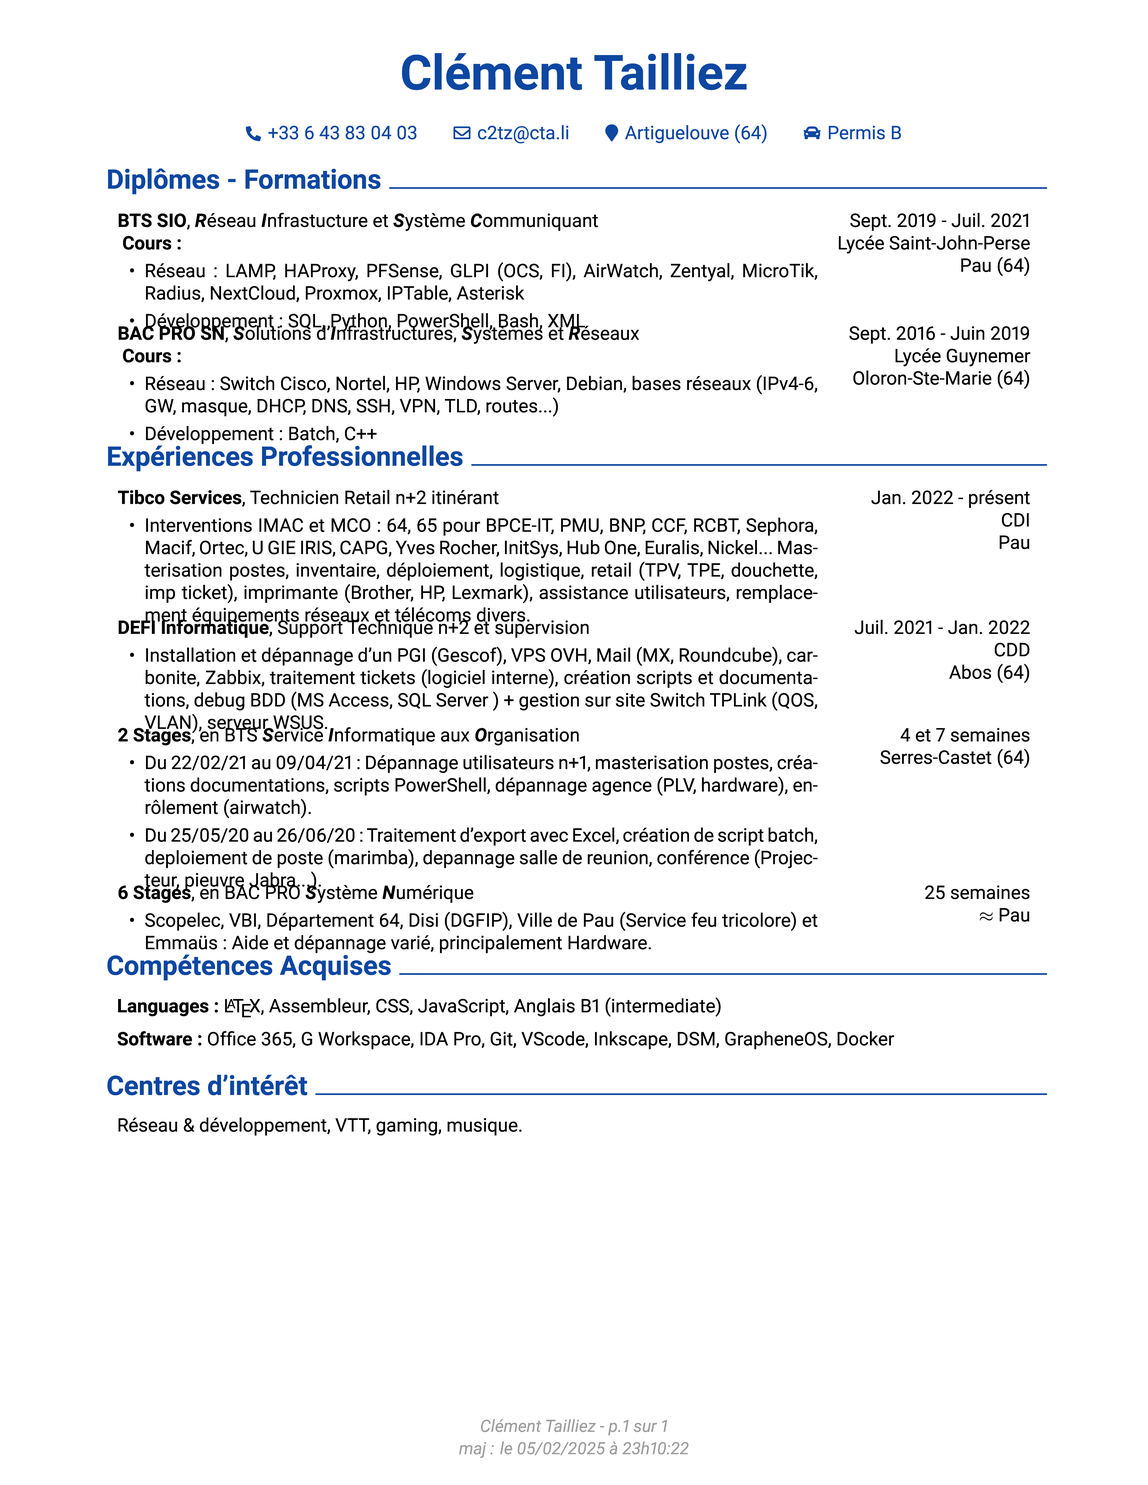 Clément Tailliez
+33 6 43 83 04 03 c2tz@cta.li Artiguelouve (64) Permis B
Diplômes - Formations
BTS SIO, Réseau Infrastucture et Système Communiquant Sept. 2019 - Juil. 2021
Cours : Lycée Saint-John-Perse
Pau (64)
• Réseau : LAMP, HAProxy, PFSense, GLPI (OCS, FI), AirWatch, Zentyal, MicroTik,
Radius, NextCloud, Proxmox, IPTable, Asterisk
• Développement : SQL, Python, PowerShell, Bash, XML
BAC PRO SN, Solutions d'Infrastructures, Systèmes et Réseaux Sept. 2016 - Juin 2019
Cours : Lycée Guynemer
Oloron-Ste-Marie (64)
• Réseau : Switch Cisco, Nortel, HP, Windows Server, Debian, bases réseaux (IPv4-6,
GW, masque, DHCP, DNS, SSH, VPN, TLD, routes...)
• Développement : Batch, C++
Expériences Professionnelles
Tibco Services, Technicien Retail n+2 itinérant Jan. 2022 - présent
CDI
Pau
• Interventions IMAC et MCO : 64, 65 pour BPCE-IT, PMU, BNP, CCF, RCBT, Sephora,
Macif, Ortec, U GIE IRIS, CAPG, Yves Rocher, InitSys, Hub One, Euralis, Nickel... Mas-
terisation postes, inventaire, déploiement, logistique, retail (TPV, TPE, douchette,
imp ticket), imprimante (Brother, HP, Lexmark), assistance utilisateurs, remplace-
ment équipements réseaux et télécoms divers.
DEFI Informatique, Support Technique n+2 et supervision Juil. 2021 - Jan. 2022
CDD
Abos (64)
• Installation et dépannage d'un PGI (Gescof), VPS OVH, Mail (MX, Roundcube), car-
bonite, Zabbix, traitement tickets (logiciel interne), création scripts et documenta-
tions, debug BDD (MS Access, SQL Server ) + gestion sur site Switch TPLink (QOS,
VLAN), serveur WSUS.
2 Stages, en BTS Service Informatique aux Organisation 4 et 7 semaines
Serres-Castet (64)
• Du 22/02/21 au 09/04/21 : Dépannage utilisateurs n+1, masterisation postes, créa-
tions documentations, scripts PowerShell, dépannage agence (PLV, hardware), en-
rôlement (airwatch).
• Du 25/05/20 au 26/06/20 : Traitement d'export avec Excel, création de script batch,
deploiement de poste (marimba), depannage salle de reunion, conférence (Projec-
teur, pieuvre Jabra...).
6 Stages, en BAC PRO Système Numérique 25 semaines
≈ Pau
• Scopelec, VBI, Département 64, Disi (DGFIP), Ville de Pau (Service feu tricolore) et
Emmaüs : Aide et dépannage varié, principalement Hardware.
Compétences Acquises
Languages : LATEX, Assembleur, CSS, JavaScript, Anglais B1 (intermediate)
Software : Office 365, G Workspace, IDA Pro, Git, VScode, Inkscape, DSM, GrapheneOS, Docker
Centres d'intérêt
Réseau & développement, VTT, gaming, musique.
Clément Tailliez - p.1 sur 1
maj : le 05/02/2025 à 23h10:22